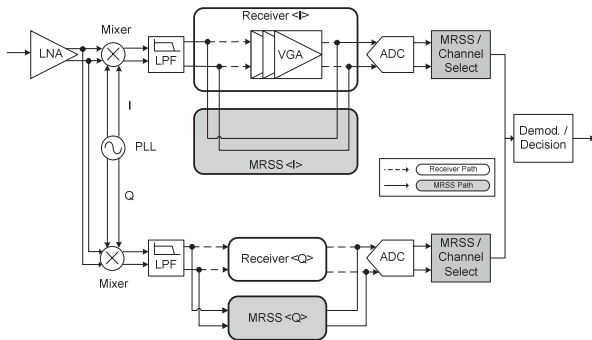 Receiver <I>
Mixer
LNA
LPF
VGA
ADC
MRSS /
Channel
Select
I
PLL
MRSS <I>
Demod. /
Decision
Receiver Path
MRSS Path
Q
LPF
Receiver <Q>
ADC
MRSS /
Channel
Select
Mixer
MRSS <Q>